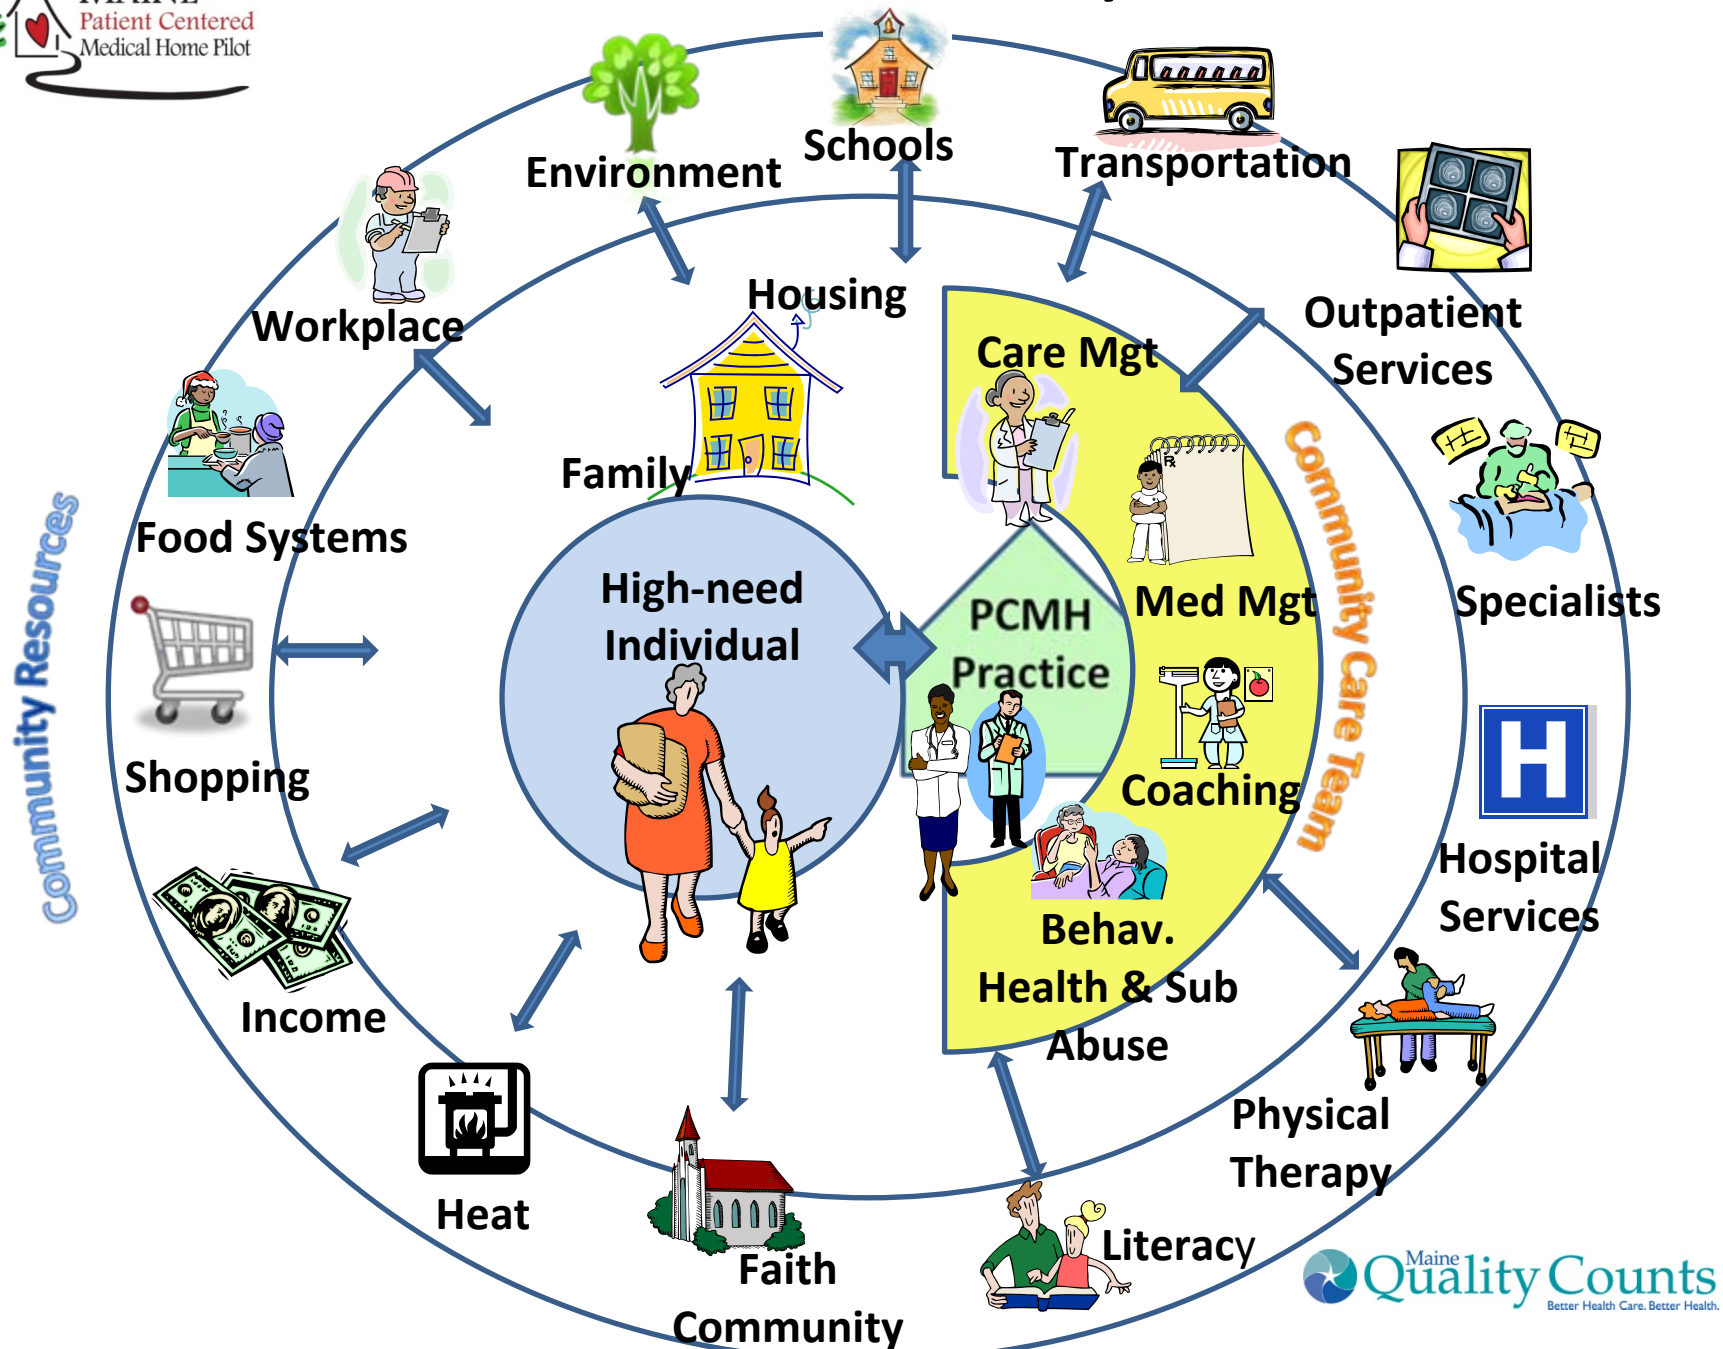 MAINE
Patient Centered
Medical Home Pilot
Schools
Environment
Transportation
Workplace
Housing
Outpatient
Services
Care Mgt
Family
Rx
Food Systems
High-need
Individual
PCMH
Practice
Med Mgt
Specialists
Community Resources
Community Care Team
Shopping
Coaching
H
Hospital
Services
Behav.
Health & Sub
Abuse
Income
Physical
Therapy
Heat
Literacy
Faith
Community
Maine
Quality Counts
Better Health Care. Better Health.